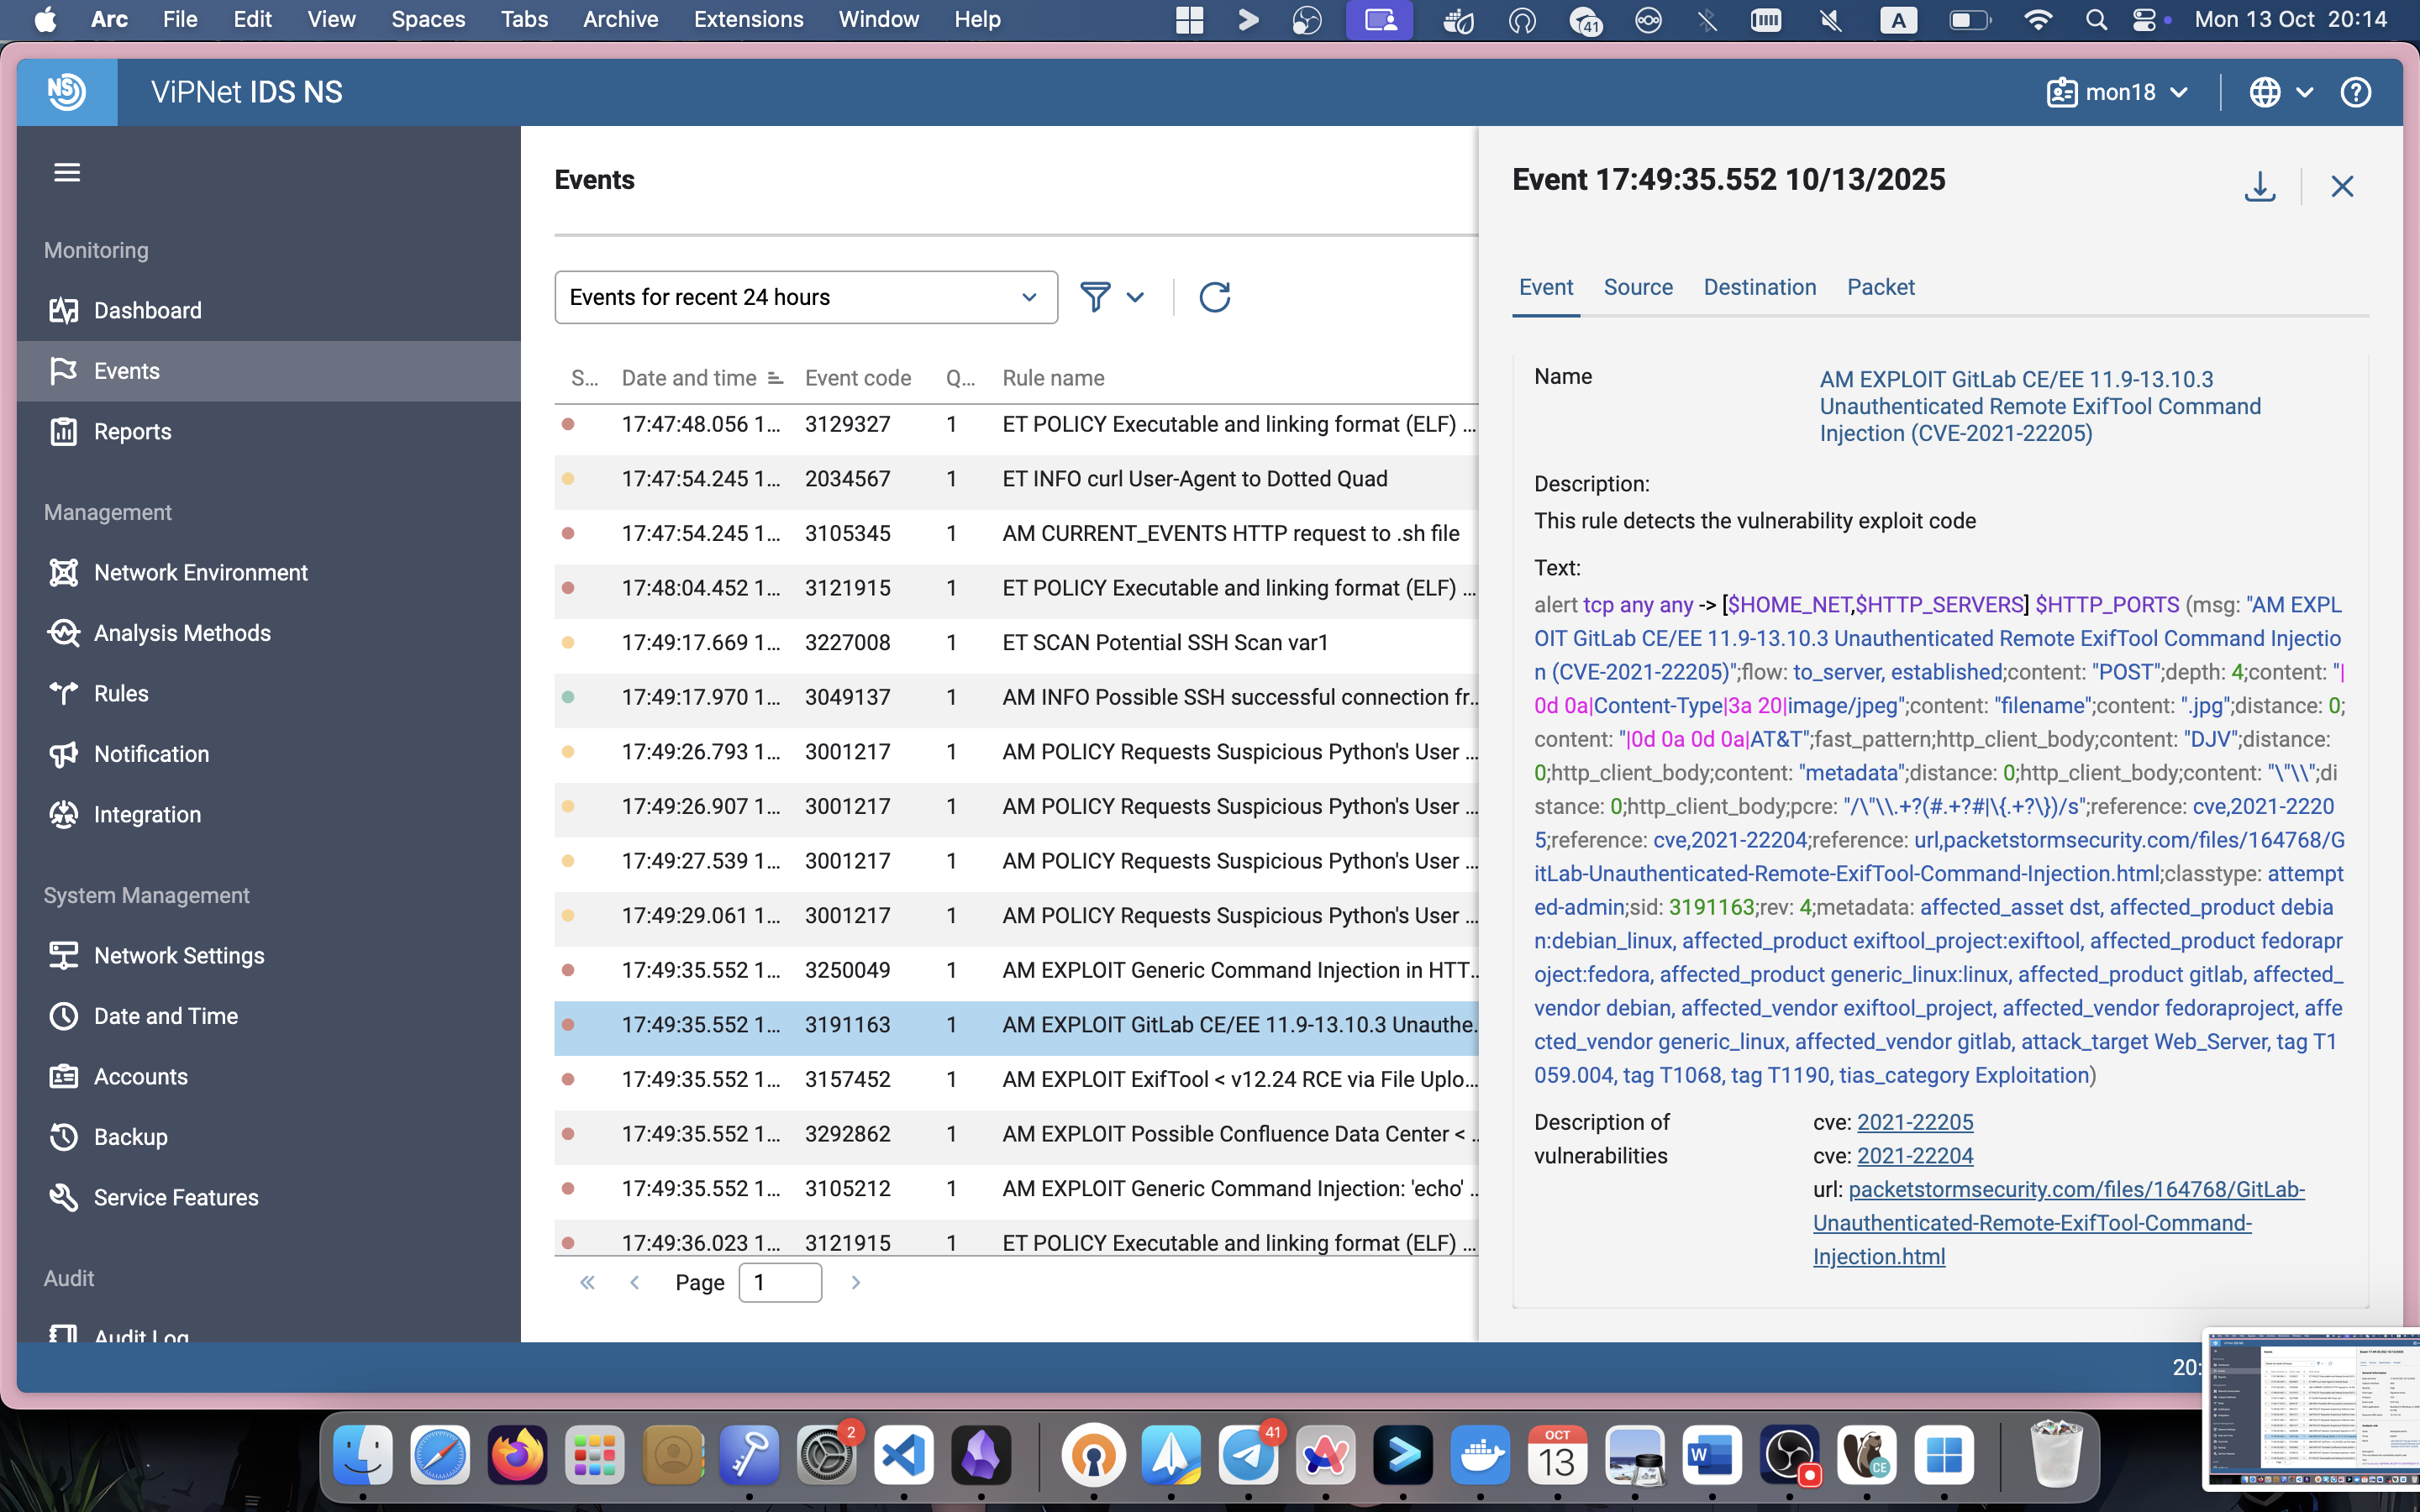 Arc File Edit View Spaces Tabs Archive Extensions Window Help 41 A Mon 13 Oct 20:14
NS ViPNet IDS NS mon18
Monitoring
Dashboard
Events
Reports
Management
Network Environment
Analysis Methods
Rules
Notification
Integration
System Management
Network Settings
Date and Time
Accounts
Backup
Service Features
Audit
Audit Log
Events
Events for recent 24 hours
S... Date and time Event code Q... Rule name
17:47:48.056 1... 3129327 1 ET POLICY Executable and linking format (ELF) ...
17:47:54.245 1... 2034567 1 ET INFO curl User-Agent to Dotted Quad
17:47:54.245 1... 3105345 1 AM CURRENT_EVENTS HTTP request to .sh file
17:48:04.452 1... 3121915 1 ET POLICY Executable and linking format (ELF) ...
17:49:17.669 1... 3227008 1 ET SCAN Potential SSH Scan var1
17:49:17.970 1... 3049137 1 AM INFO Possible SSH successful connection fr...
17:49:26.793 1... 3001217 1 AM POLICY Requests Suspicious Python's User ...
17:49:26.907 1... 3001217 1 AM POLICY Requests Suspicious Python's User ...
17:49:27.539 1... 3001217 1 AM POLICY Requests Suspicious Python's User ...
17:49:29.061 1... 3001217 1 AM POLICY Requests Suspicious Python's User ...
17:49:35.552 1... 3250049 1 AM EXPLOIT Generic Command Injection in HTT...
17:49:35.552 1... 3191163 1 AM EXPLOIT GitLab CE/EE 11.9-13.10.3 Unauthe.
17:49:35.552 1... 3157452 1 AM EXPLOIT ExifTool < v12.24 RCE via File Uplo...
17:49:35.552 1... 3292862 1 AM EXPLOIT Possible Confluence Data Center < ..
17:49:35.552 1... 3105212 1 AM EXPLOIT Generic Command Injection: 'echo' ..
17:49:36.023 1... 3121915 1 ET POLICY Executable and linking format (ELF) ...
« ‹ Page 1 ›
Event 17:49:35.552 10/13/2025
Event Source Destination Packet
Name AM EXPLOIT GitLab CE/EE 11.9-13.10.3
Unauthenticated Remote ExifTool Command
Injection (CVE-2021-22205)
Description:
This rule detects the vulnerability exploit code
Text:
alert tcp any any -> [$HOME_NET,$HTTP_SERVERS] $HTTP_PORTS (msg: "AM EXPL
OIT GitLab CE/EE 11.9-13.10.3 Unauthenticated Remote ExifTool Command Injectio
n (CVE-2021-22205)";flow: to_server, established;content: "POST";depth: 4;content: "|
0d 0a|Content-Type|3a 20|image/jpeg";content: "filename";content: ".jpg";distance: 0;
content: "|0d 0a 0d 0a|AT&T";fast_pattern;http_client_body;content: "DJV";distance:
0;http_client_body;content: "metadata";distance: 0;http_client_body;content: "\"\\";di
stance: 0;http_client_body;pcre: "/\"\\.+?(#.+?#|\{.+?\})/s";reference: cve,2021-2220
5;reference: cve,2021-22204;reference: url,packetstormsecurity.com/files/164768/G
itLab-Unauthenticated-Remote-ExifTool-Command-Injection.html;classtype: attempt
ed-admin;sid: 3191163;rev: 4;metadata: affected_asset dst, affected_product debia
n:debian_linux, affected_product exiftool_project:exiftool, affected_product fedorapr
oject:fedora, affected_product generic_linux:linux, affected_product gitlab, affected_
vendor debian, affected_vendor exiftool_project, affected_vendor fedoraproject, affe
cted_vendor generic_linux, affected_vendor gitlab, attack_target Web_Server, tag T1
059.004, tag T1068, tag T1190, tias_category Exploitation)
Description of vulnerabilities
cve: 2021-22205
cve: 2021-22204
url: packetstormsecurity.com/files/164768/GitLab-
Unauthenticated-Remote-ExifTool-Command-
Injection.html
20:
2 41 OCT 13 W CE